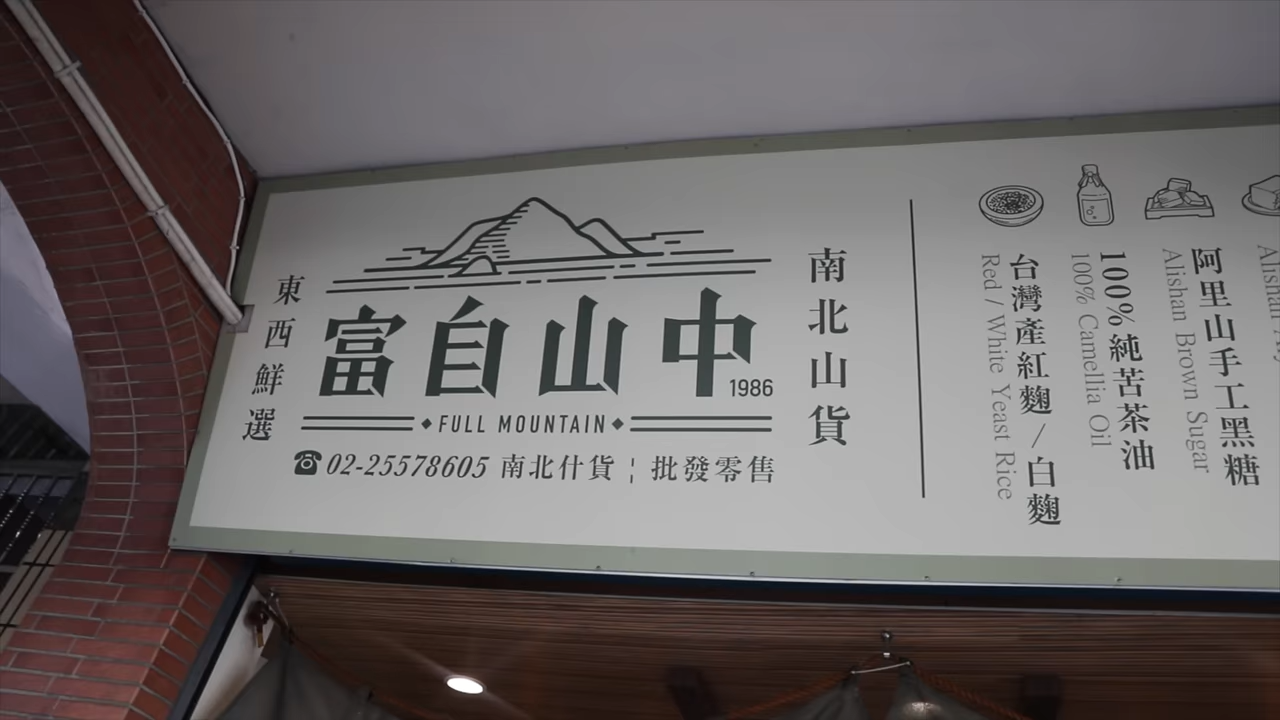 東西鮮選
富自山中
1986
FULL MOUNTAIN
☎02-25578605 南北什貨 ¦ 批發零售
南北山貨
台灣產紅麴 / 白麴
Red / White Yeast Rice
100%純苦茶油
100% Camellia Oil
阿里山手工黑糖
Alishan Brown Sugar
Alishan